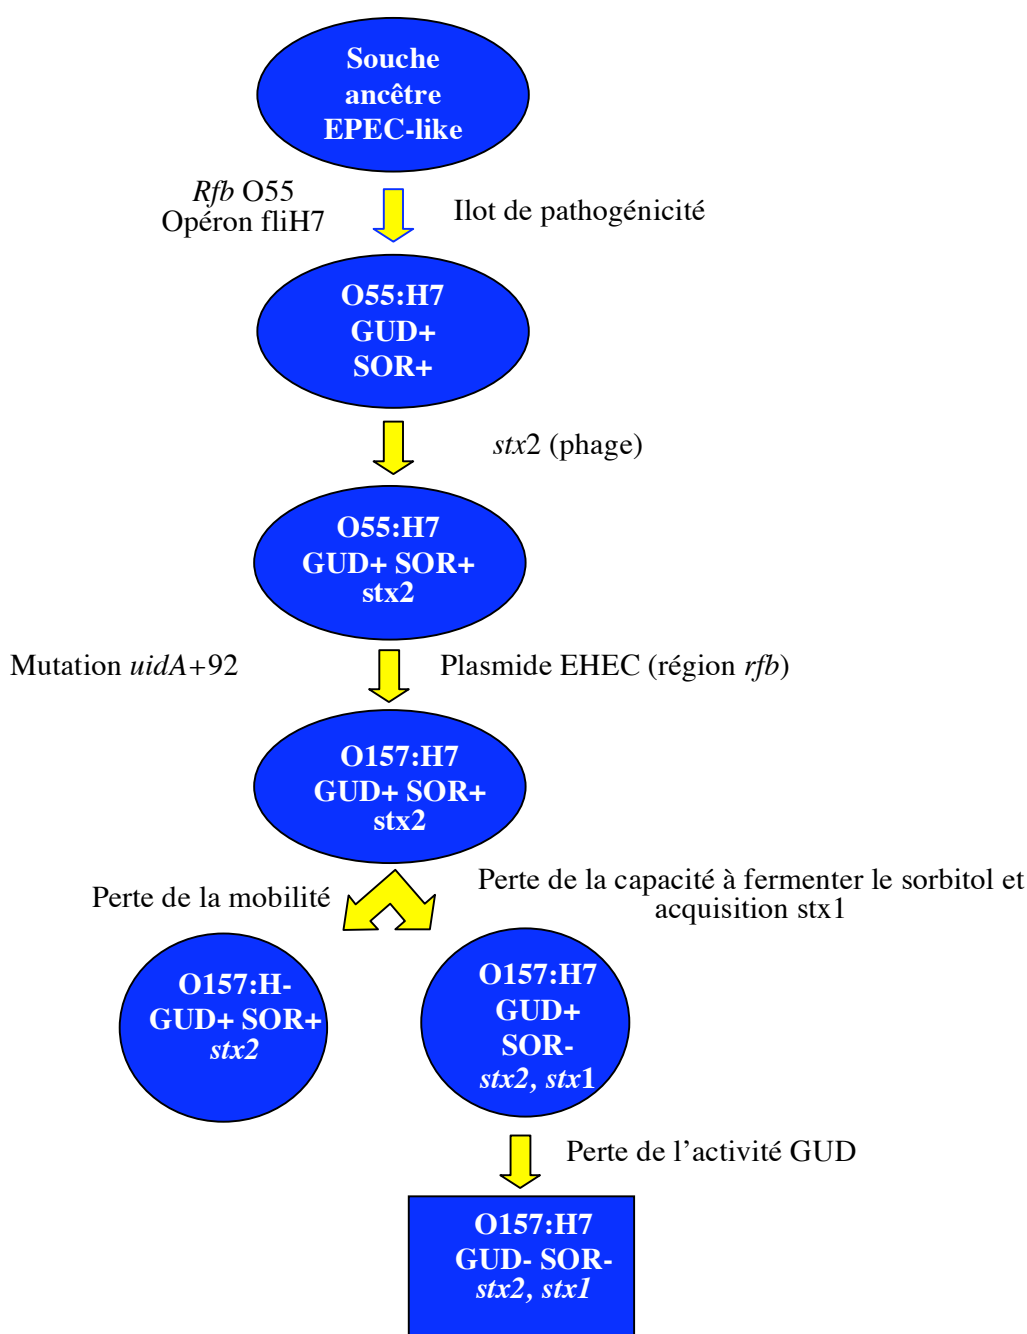 Souche
ancêtre
EPEC-like
Rfb O55
Opéron fliH7
Ilot de pathogénicité
O55:H7
GUD+
SOR+
stx2 (phage)
O55:H7
GUD+ SOR+
stx2
Mutation uidA+92
Plasmide EHEC (région rfb)
O157:H7
GUD+ SOR+
stx2
Perte de la mobilité
Perte de la capacité à fermenter le sorbitol et
acquisition stx1
O157:H-
GUD+ SOR+
stx2
O157:H7
GUD+
SOR-
stx2, stx1
Perte de l’activité GUD
O157:H7
GUD- SOR-
stx2, stx1